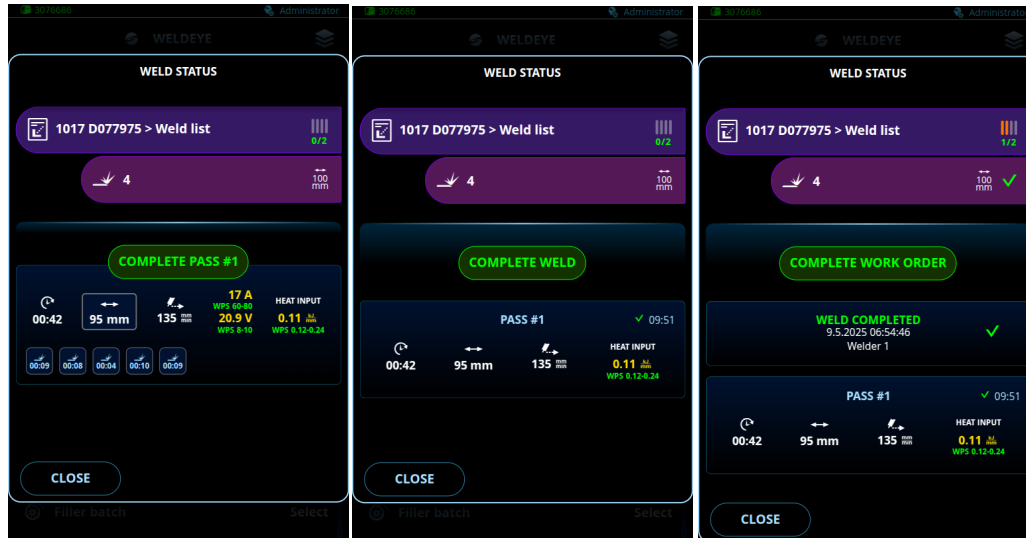 3076686
Administrator
WELDEYE
WELD STATUS
1017 D077975 > Weld list
0/2
4
100
mm
COMPLETE PASS #1
00:42
95 mm
135 mm
min
17 A
WPS 60-80
20.9 V
WPS 8-10
HEAT INPUT
0.11 kJ
mm
WPS 0.12-0.24
00:09
00:08
00:04
00:10
00:09
CLOSE
Filler batch
Select
3076686
Administrator
WELDEYE
WELD STATUS
1017 D077975 > Weld list
0/2
4
100
mm
COMPLETE WELD
PASS #1
09:51
00:42
95 mm
135 mm
min
HEAT INPUT
0.11 kJ
mm
WPS 0.12-0.24
CLOSE
Filler batch
Select
3076686
Administrator
WELDEYE
WELD STATUS
1017 D077975 > Weld list
1/2
4
100
mm
COMPLETE WORK ORDER
WELD COMPLETED
9.5.2025 06:54:46
Welder 1
PASS #1
09:51
00:42
95 mm
135 mm
min
HEAT INPUT
0.11 kJ
mm
WPS 0.12-0.24
CLOSE